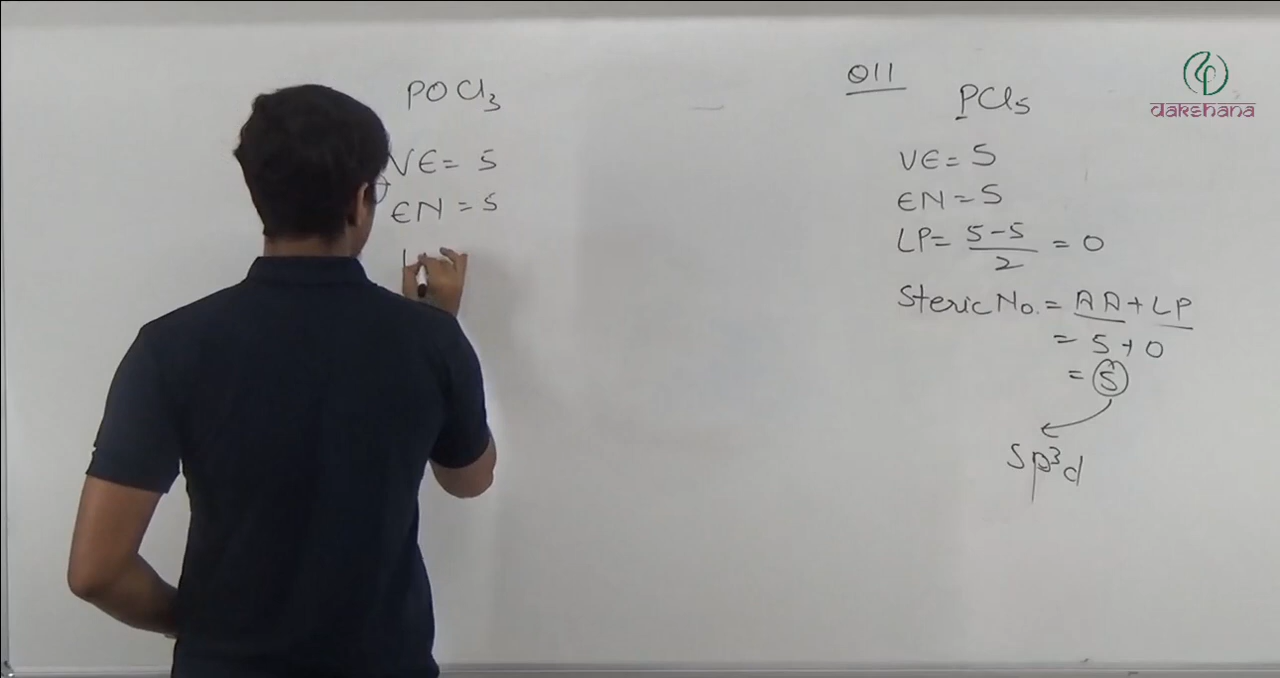 POCl3
VE = 5
EN = 5
L
Q11
PCl5
VE = 5
EN = 5
LP = 5-5/2 = 0
Steric No. = AA + LP
= 5 + 0
= 5
Sp³d
dakshana